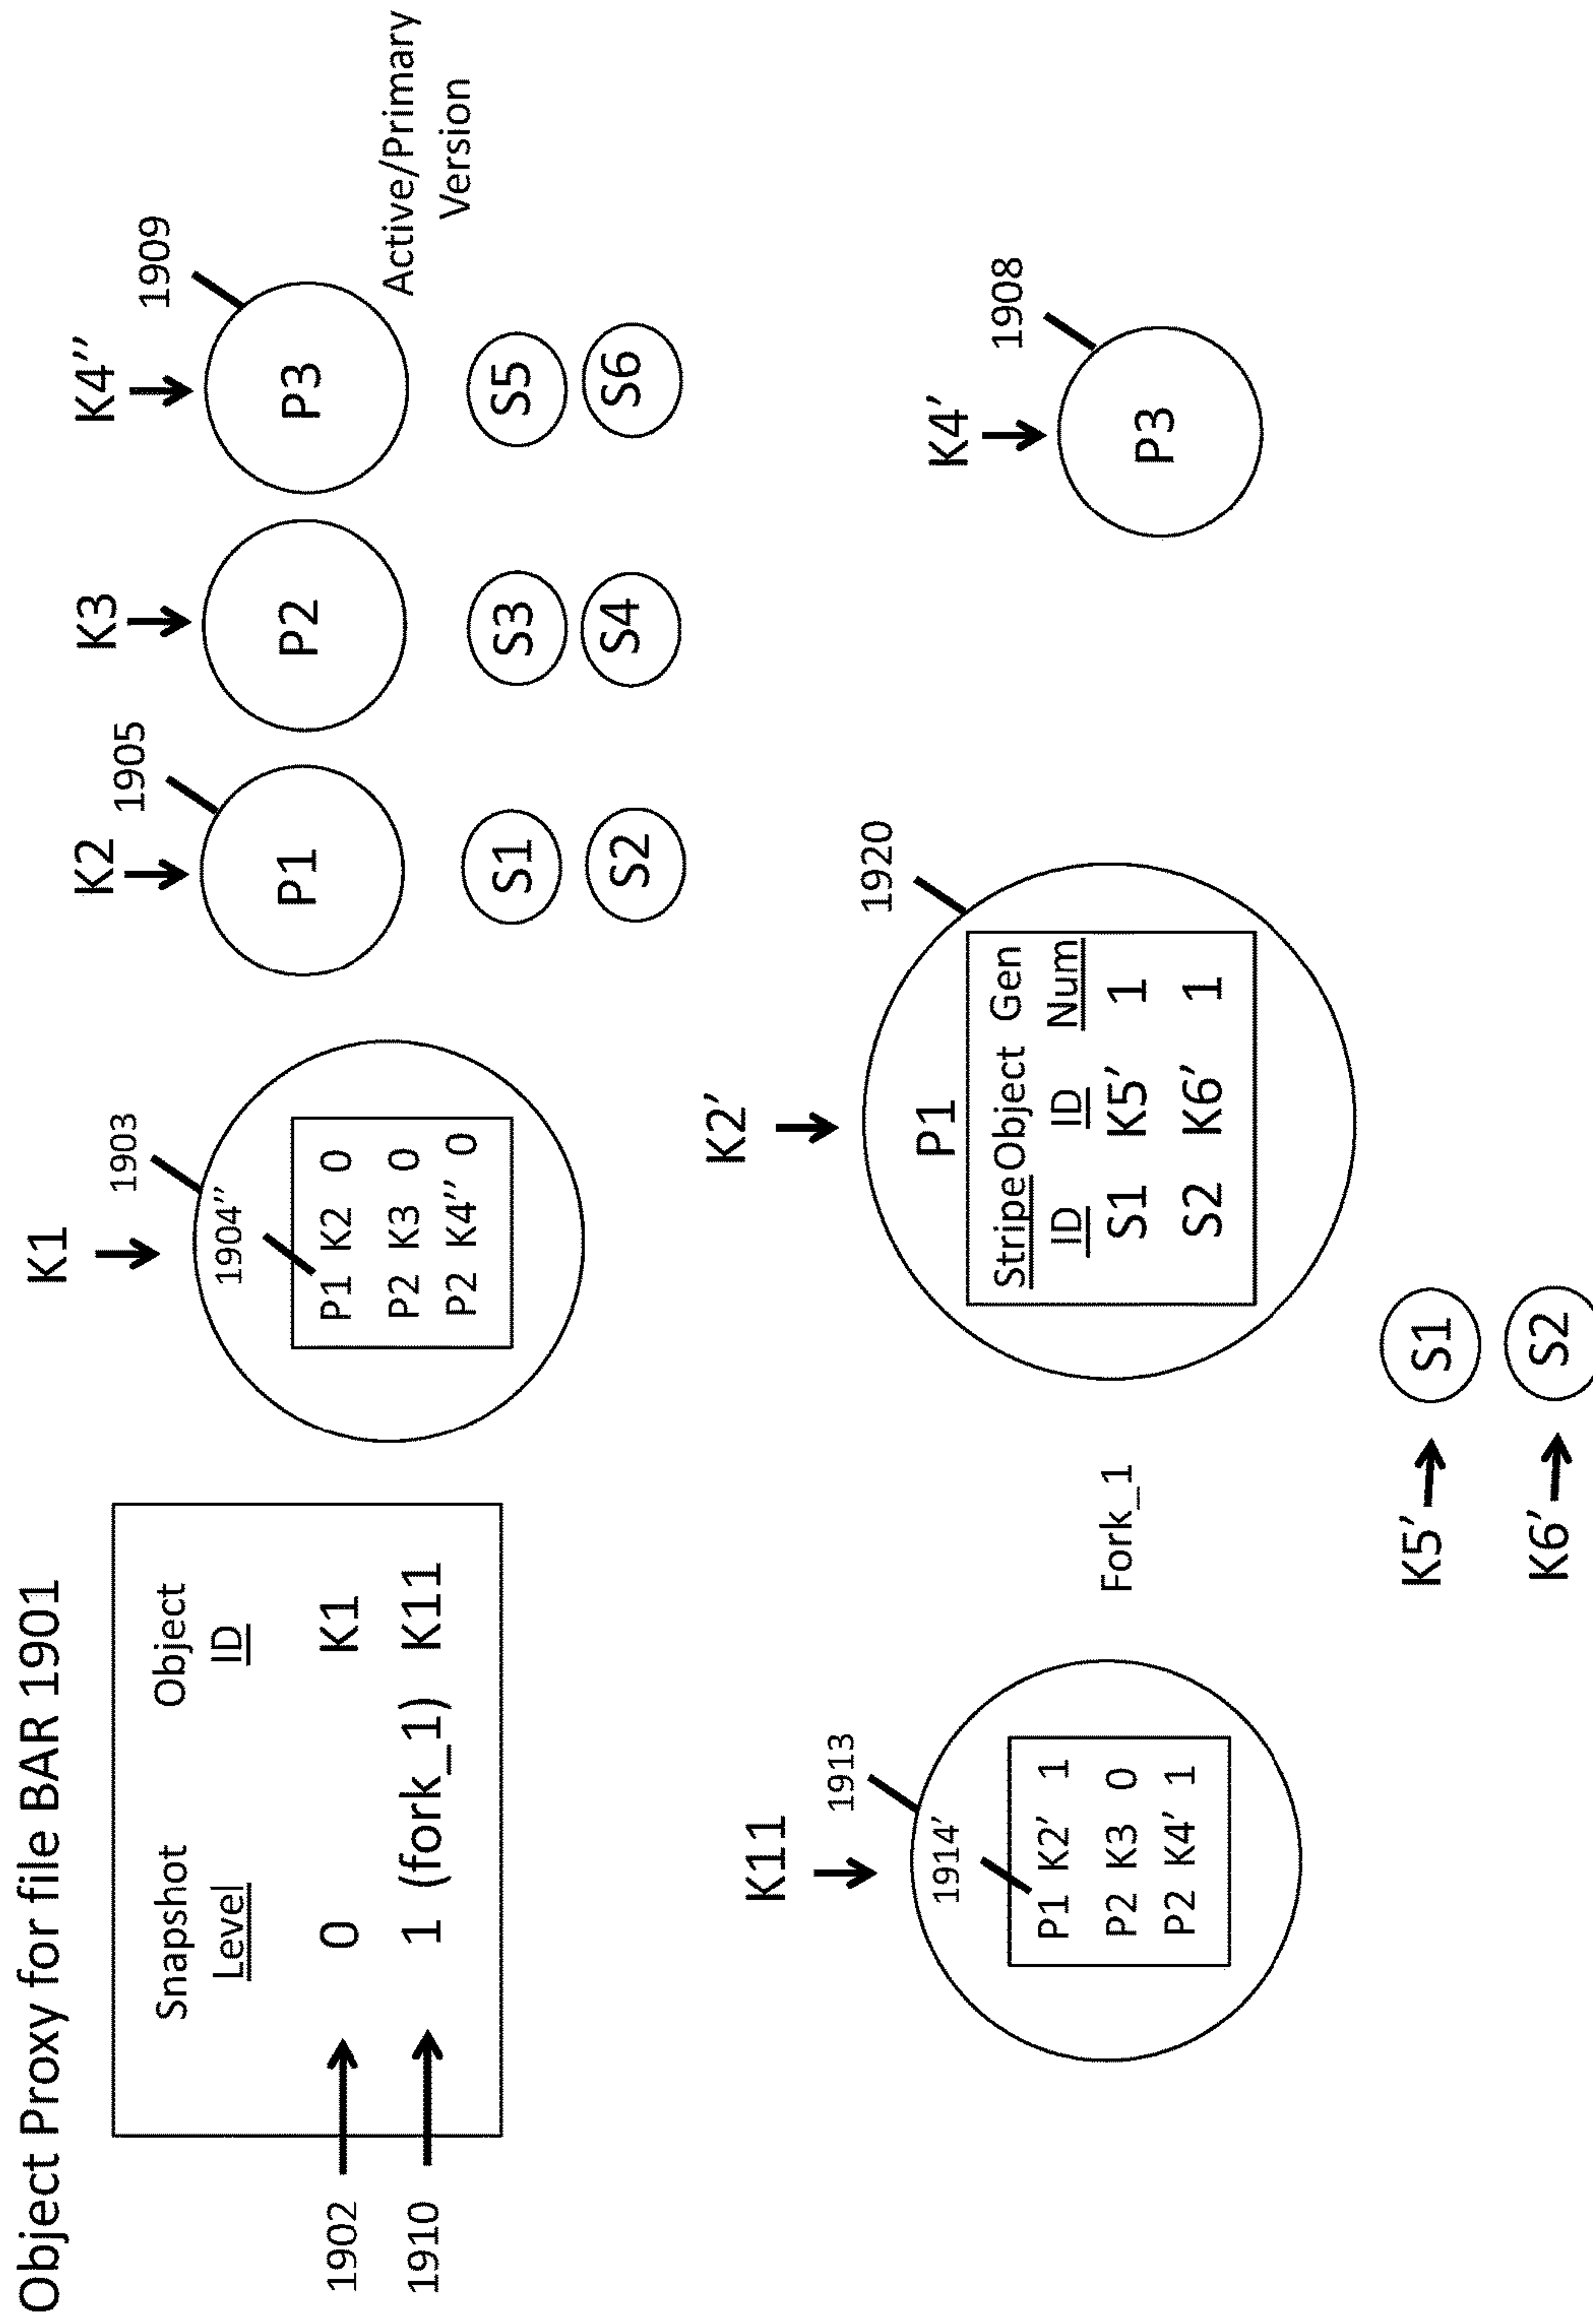 Object Proxy for file BAR 1901
Snapshot Object
Level ID
1902
0 K1
1910
1 (fork_1) K11
K1
1903
1904’’
P1 K2 0
P2 K3 0
P2 K4’’ 0
K2
1905
P1
S1
S2
K3
P2
S3
S4
K4’’
1909
P3
S5
S6
Active/Primary
Version
K11
1913
1914’
P1 K2’ 1
P2 K3 0
P2 K4’ 1
Fork_1
K2’
1920
P1
Stripe Object Gen
ID ID Num
S1 K5’ 1
S2 K6’ 1
K5’
S1
K6’
S2
K4’
1908
P3